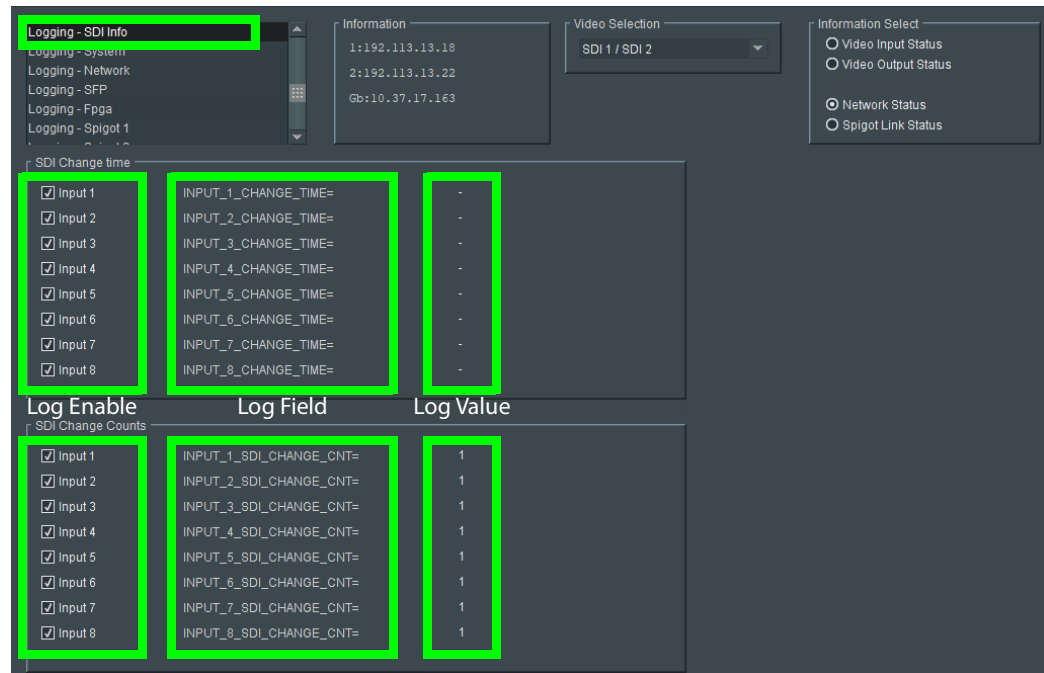 Logging - SDI Info
Logging - System
Logging - Network
Logging - SFP
Logging - Fpga
Logging - Spigot 1
Information
1:192.113.13.18
2:192.113.13.22
Gb:10.37.17.163
Video Selection
SDI 1 / SDI 2
Information Select
Video Input Status
Video Output Status
Network Status
Spigot Link Status
SDI Change time
Input 1 INPUT_1_CHANGE_TIME= -
Input 2 INPUT_2_CHANGE_TIME= -
Input 3 INPUT_3_CHANGE_TIME= -
Input 4 INPUT_4_CHANGE_TIME= -
Input 5 INPUT_5_CHANGE_TIME= -
Input 6 INPUT_6_CHANGE_TIME= -
Input 7 INPUT_7_CHANGE_TIME= -
Input 8 INPUT_8_CHANGE_TIME= -
Log Enable Log Field Log Value
SDI Change Counts
Input 1 INPUT_1_SDI_CHANGE_CNT= 1
Input 2 INPUT_2_SDI_CHANGE_CNT= 1
Input 3 INPUT_3_SDI_CHANGE_CNT= 1
Input 4 INPUT_4_SDI_CHANGE_CNT= 1
Input 5 INPUT_5_SDI_CHANGE_CNT= 1
Input 6 INPUT_6_SDI_CHANGE_CNT= 1
Input 7 INPUT_7_SDI_CHANGE_CNT= 1
Input 8 INPUT_8_SDI_CHANGE_CNT= 1